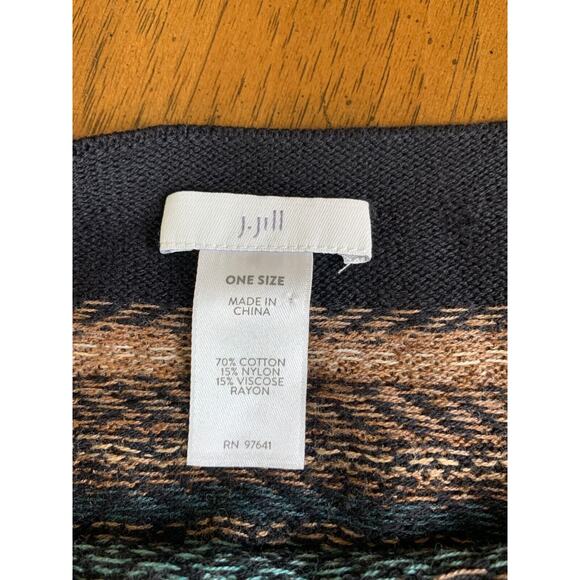 J.Jill
ONE SIZE
MADE IN
CHINA
70% COTTON
15% NYLON
15% VISCOSE
RAYON
RN 97641